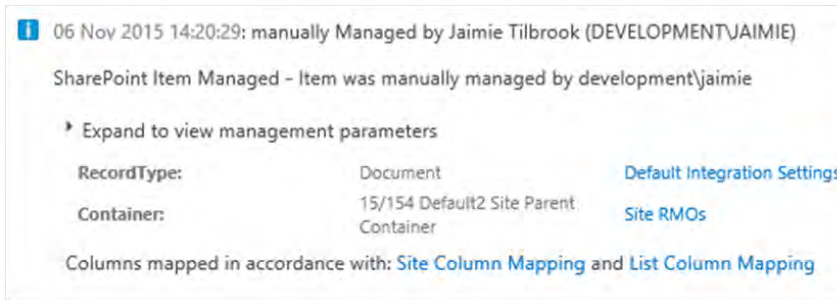 06 Nov 2015 14:20:29: manually Managed by Jaimie Tilbrook (DEVELOPMENT\JAIMIE)
SharePoint Item Managed - Item was manually managed by development\jaimie
Expand to view management parameters
RecordType: Document Default Integration Settings
Container: 15/154 Default2 Site Parent Container Site RMOs
Columns mapped in accordance with: Site Column Mapping and List Column Mapping